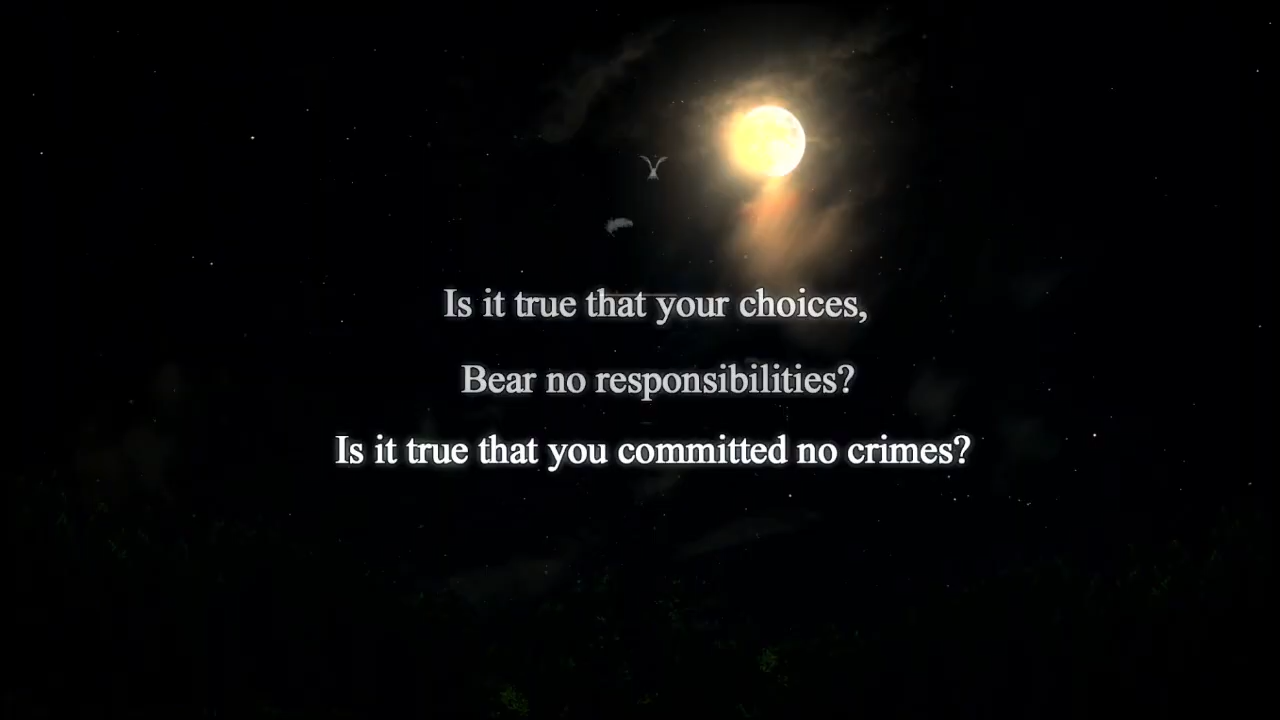 Is it true that your choices,
Bear no responsibilities?
Is it true that you committed no crimes?